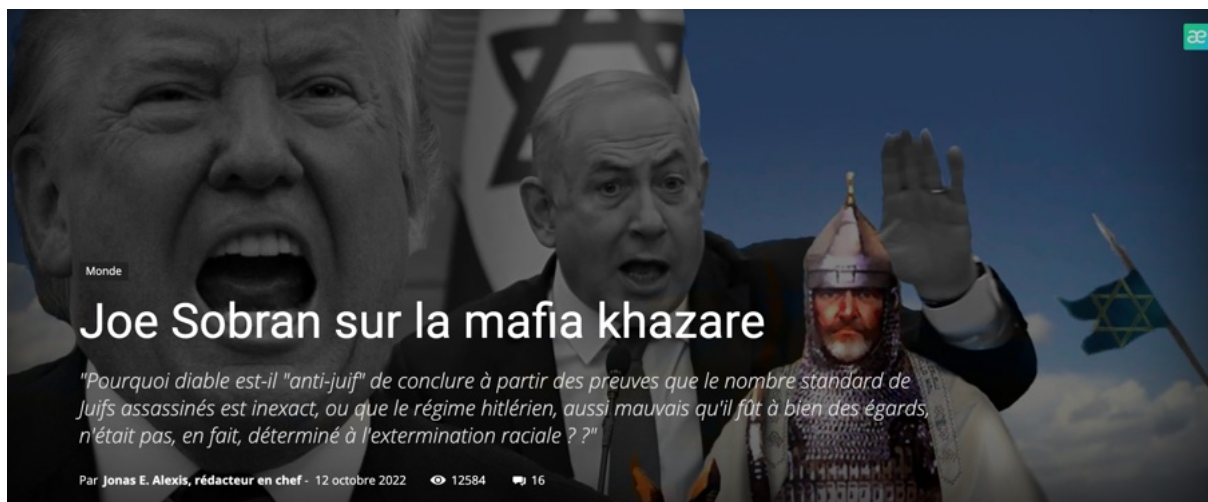 æ
Monde
Joe Sobran sur la mafia khazare
"Pourquoi diable est-il "anti-juif" de conclure à partir des preuves que le nombre standard de
Juifs assassinés est inexact, ou que le régime hitlérien, aussi mauvais qu'il fût à bien des égards,
n'était pas, en fait, déterminé à l'extermination raciale ? ?"
Par Jonas E. Alexis, rédacteur en chef - 12 octobre 2022 12584 16